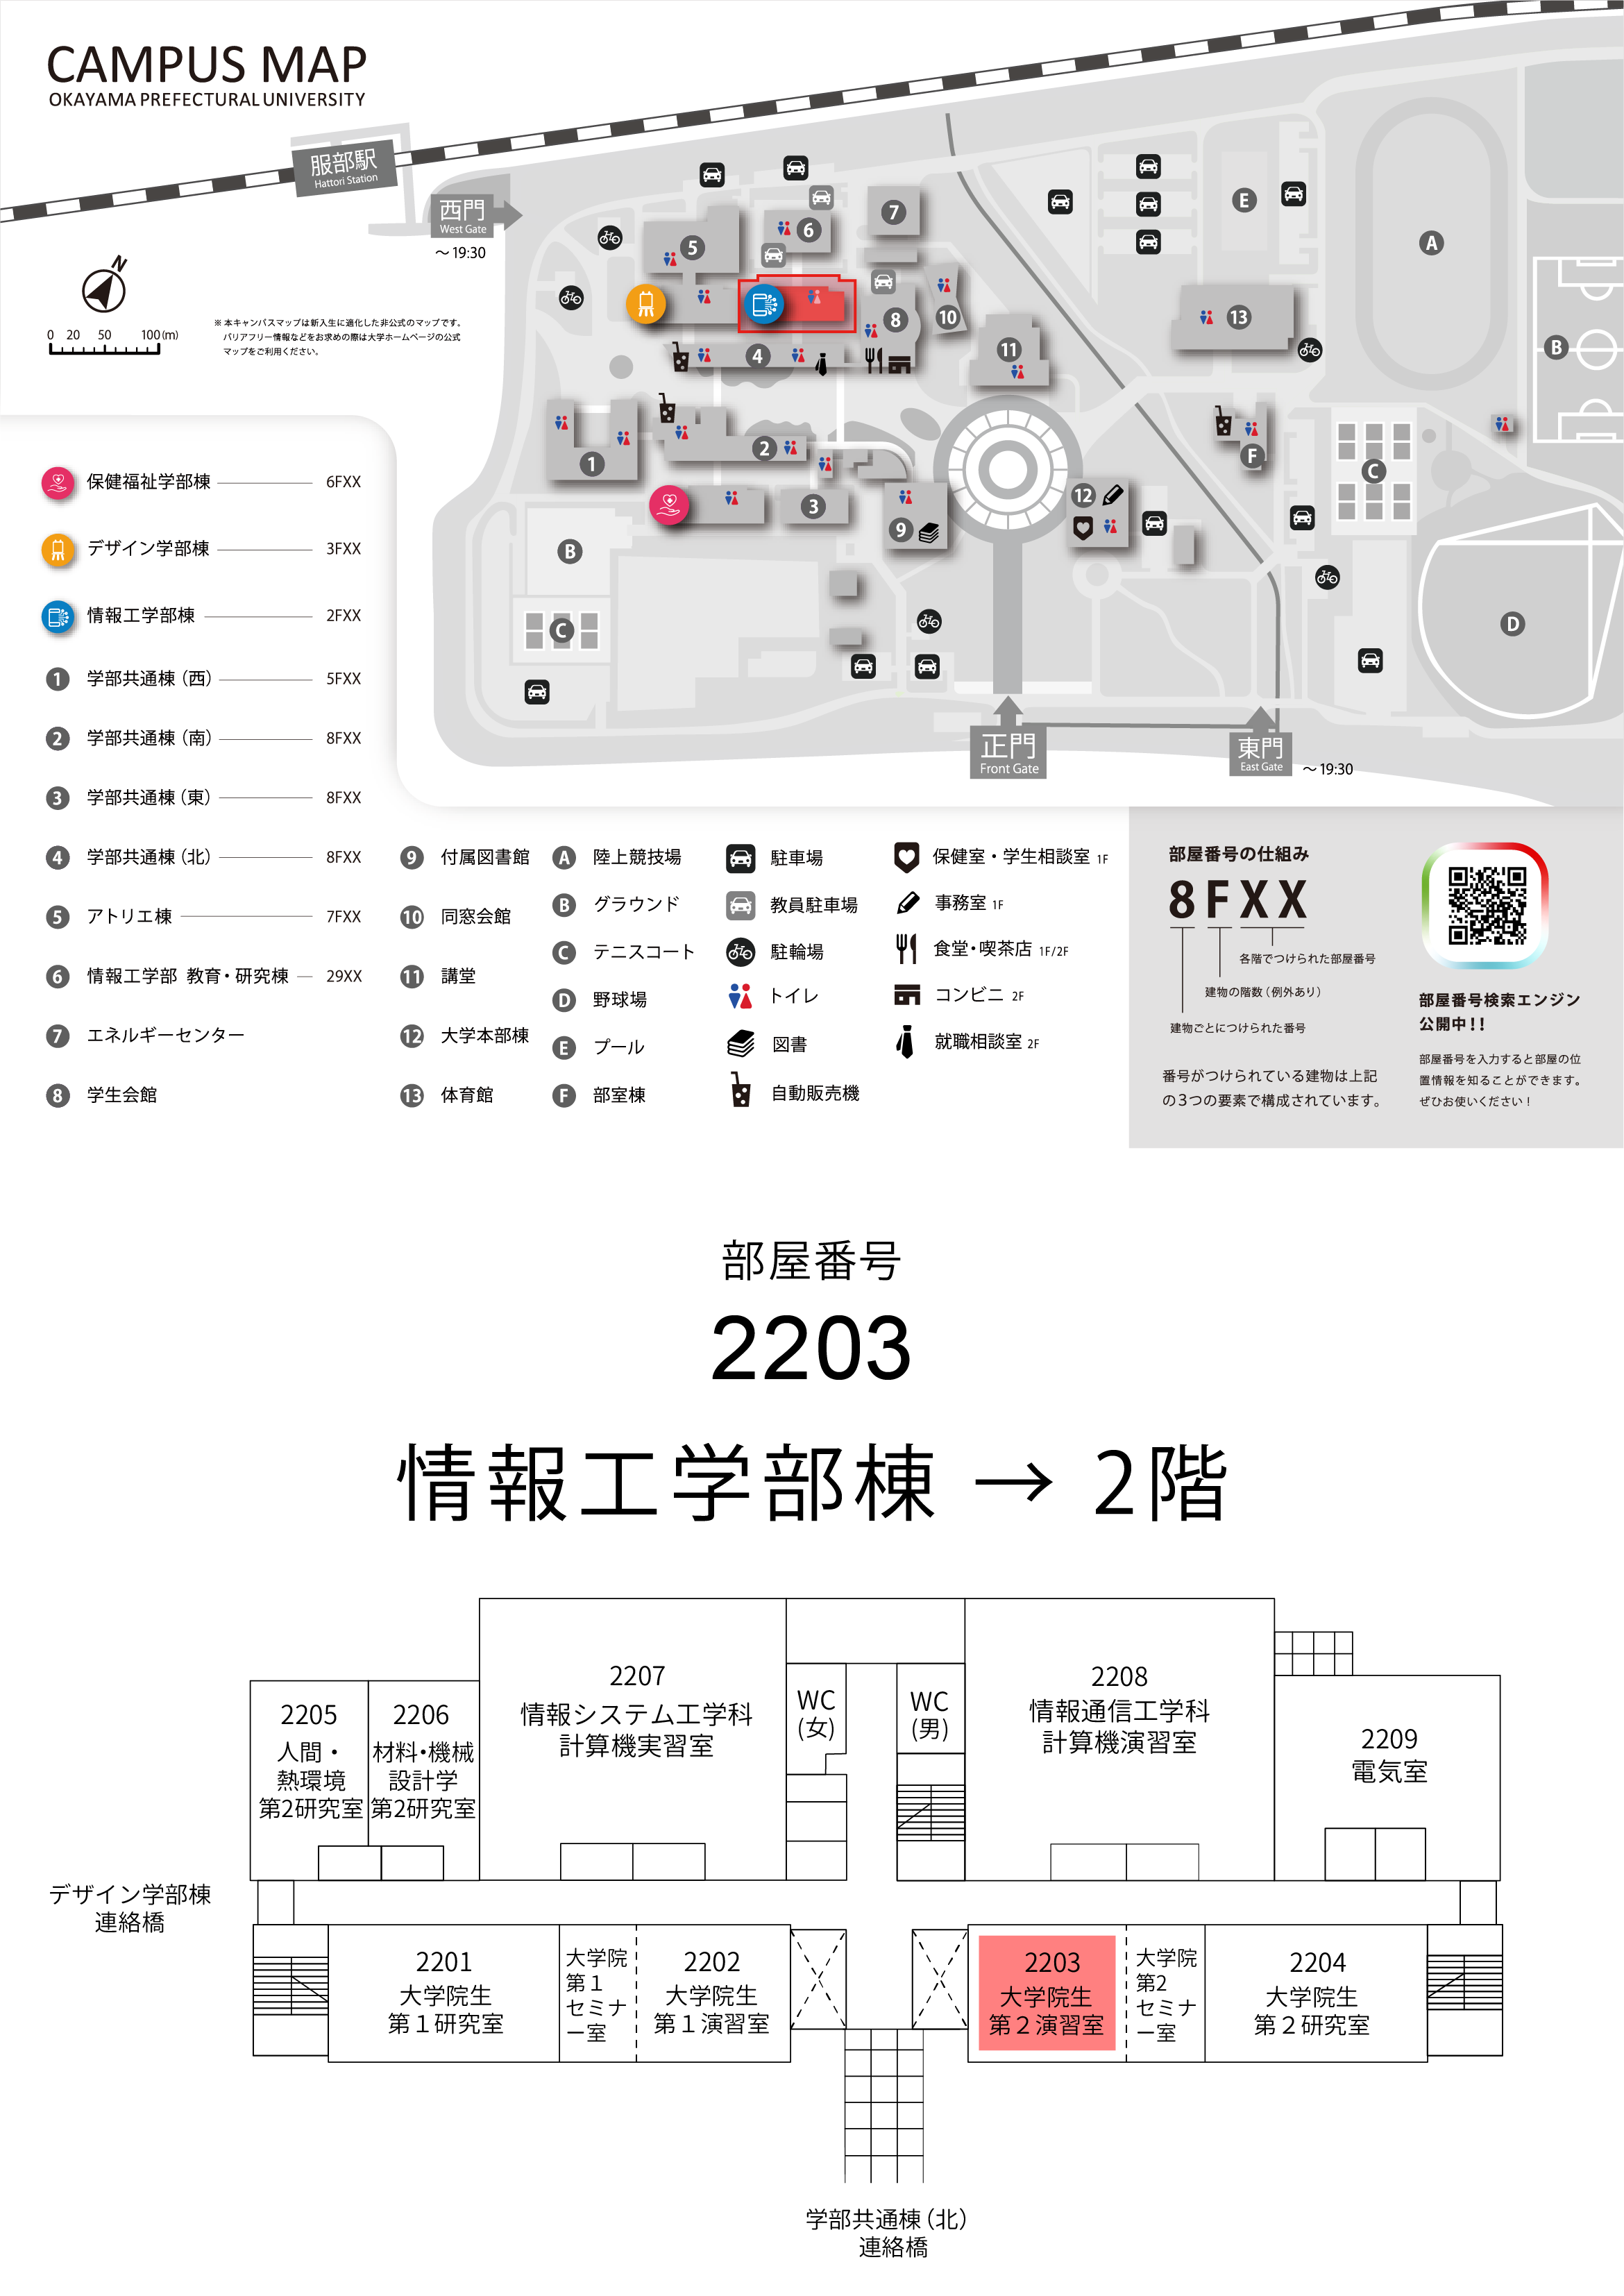 CAMPUS MAP
OKAYAMA PREFECTURAL UNIVERSITY
服部駅
Hattori Station
西門
West Gate
～19:30
N
0 20 50 100(m)
※ 本キャンパスマップは新入生に適化した非公式のマップです。
バリアフリー情報などをお求めの際は大学ホームページの公式
マップをご利用ください。
7
6
5
E
A
8
10
13
4
11
B
1
2
F
C
3
9
12
B
C
D
正門
Front Gate
東門
East Gate
～19:30
保健福祉学部棟 6FXX
デザイン学部棟 3FXX
情報工学部棟 2FXX
1 学部共通棟（西） 5FXX
2 学部共通棟（南） 8FXX
3 学部共通棟（東） 8FXX
4 学部共通棟（北） 8FXX
5 アトリエ棟 7FXX
6 情報工学部 教育・研究棟 29XX
7 エネルギーセンター
8 学生会館
9 付属図書館
10 同窓会館
11 講堂
12 大学本部棟
13 体育館
A 陸上競技場
B グラウンド
C テニスコート
D 野球場
E プール
F 部室棟
駐車場
教員駐車場
駐輪場
トイレ
図書
自動販売機
保健室・学生相談室 1F
事務室 1F
食堂・喫茶店 1F/2F
コンビニ 2F
就職相談室 2F
部屋番号の仕組み
8FXX
各階でつけられた部屋番号
建物の階数（例外あり）
建物ごとにつけられた番号
番号がつけられている建物は上記
の3つの要素で構成されています。
部屋番号検索エンジン
公開中！！
部屋番号を入力すると部屋の位
置情報を知ることができます。
ぜひお使いください！
部屋番号
2203
情報工学部棟 → 2階
2205
人間・
熱環境
第2研究室
2206
材料・機械
設計学
第2研究室
2207
情報システム工学科
計算機実習室
WC
(女)
WC
(男)
2208
情報通信工学科
計算機演習室
2209
電気室
デザイン学部棟
連絡橋
2201
大学院生
第１研究室
大学院
第１
セミナ
ー室
2202
大学院生
第１演習室
2203
大学院生
第２演習室
大学院
第2
セミナ
ー室
2204
大学院生
第２研究室
学部共通棟（北）
連絡橋